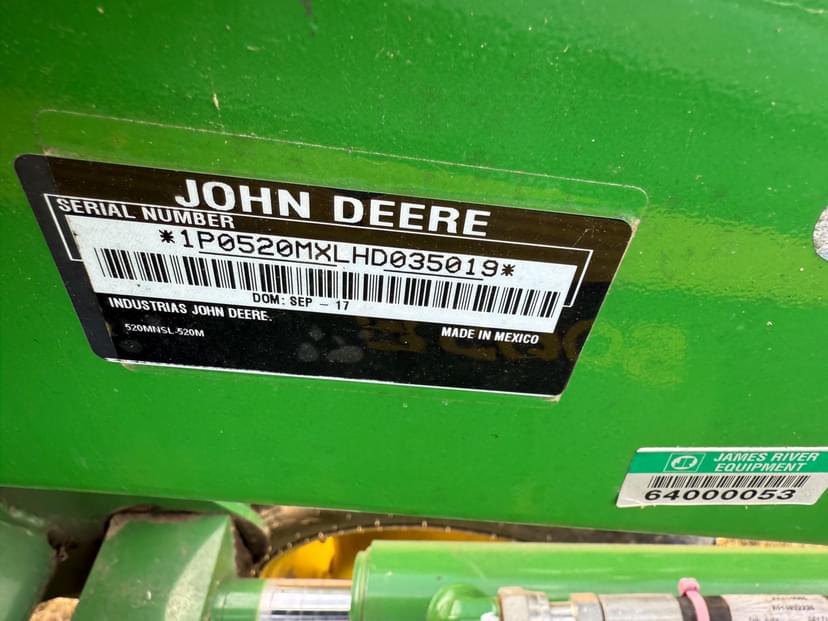 JOHN DEERE
SERIAL NUMBER
*1P0520MXLHD035019*
DOM: SEP - 17
INDUSTRIAS JOHN DEERE.
520MNSL-520M
MADE IN MEXICO
JAMES RIVER
EQUIPMENT
64000053